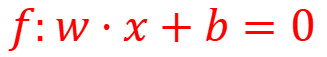 f: w · x + b = 0